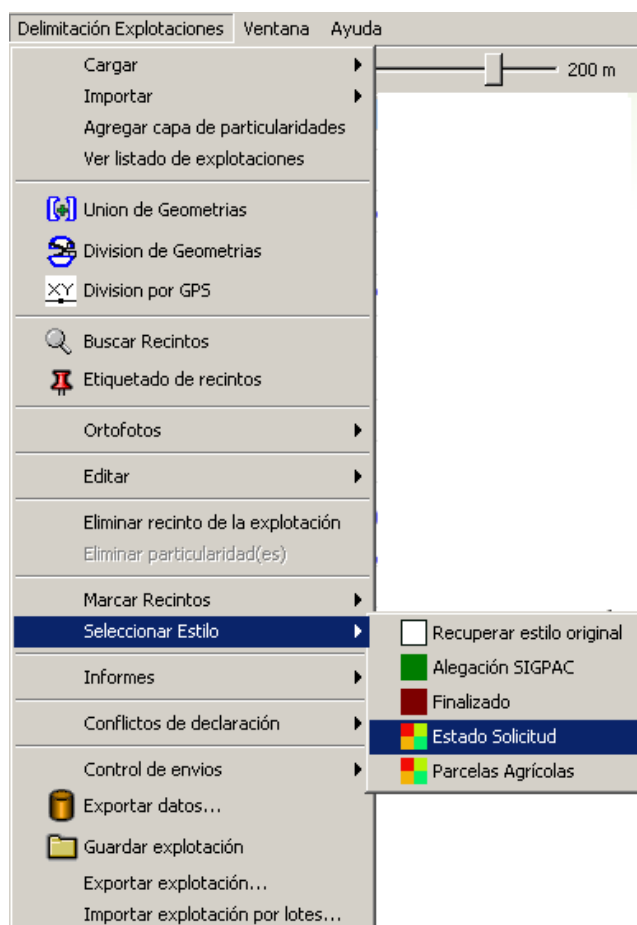 Delimitación Explotaciones Ventana Ayuda
Cargar
200 m
Importar
Agregar capa de particularidades
Ver listado de explotaciones
Union de Geometrias
Division de Geometrias
XY Division por GPS
Buscar Recintos
Etiquetado de recintos
Ortofotos
Editar
Eliminar recinto de la explotación
Eliminar particularidad(es)
Marcar Recintos
Seleccionar Estilo
Recuperar estilo original
Alegación SIGPAC
Finalizado
Estado Solicitud
Parcelas Agrícolas
Informes
Conflictos de declaración
Control de envios
Exportar datos...
Guardar explotación
Exportar explotación...
Importar explotación por lotes...